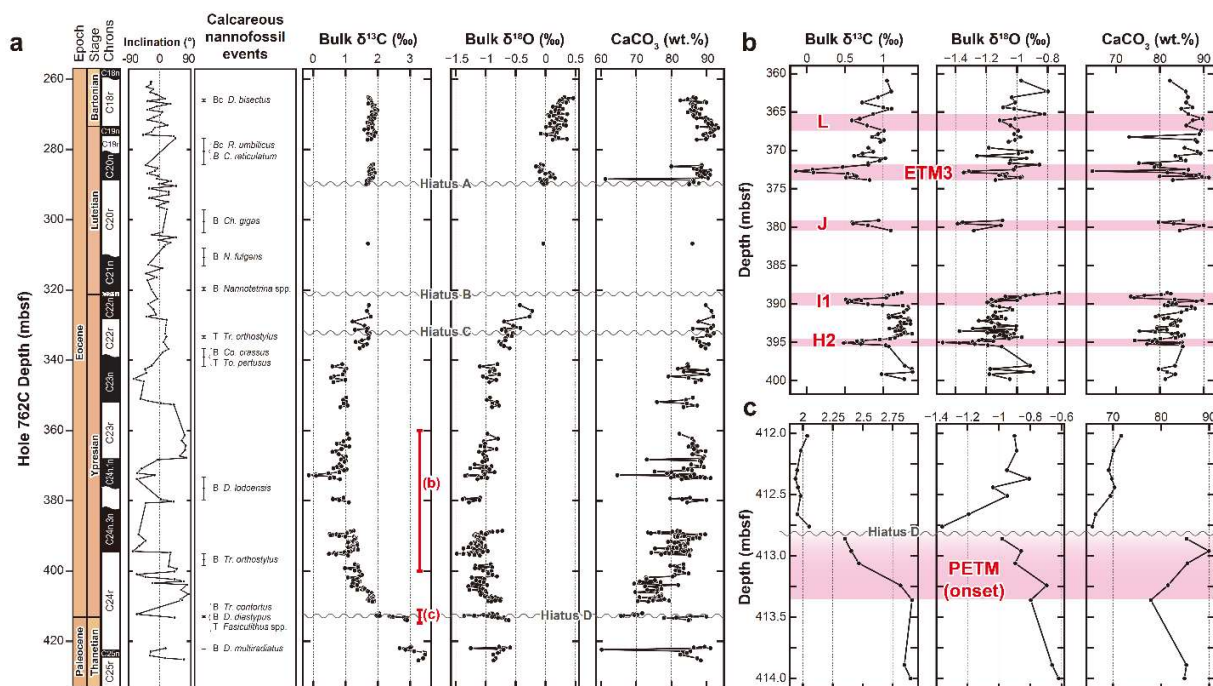 a
Epoch
Stage
Chrons
Inclination (°)
-90 0 90
Calcareous
nannofossil
events
Bulk δ13C (‰)
0 1 2 3
Bulk δ18O (‰)
−1.5 −1 −0.5 0 0.5
CaCO3 (wt.%)
60 70 80 90
Hole 762C Depth (mbsf)
260
280
300
320
340
360
380
400
420
Eocene
Paleocene
Bartonian
Lutetian
Ypresian
Thanetian
C18n
C18r
C19n
C19r
C20n
C20r
C21n
C22n
C22r
C23n
C23r
C24n.1n
C24n.3n
C24r
C25n
C25r
Bc D. bisectus
Bc R. umbilicus
B C. reticulatum
B Ch. gigas
B N. fulgens
B Nannotetrina spp.
T Tr. orthostylus
B Co. crassus
T To. pertusus
B D. lodoensis
B Tr. orthostylus
B Tr. contortus
B D. diastypus
T Fasciculithus spp.
B D. multiradiatus
Hiatus A
Hiatus B
Hiatus C
Hiatus D
(b)
(c)
b
Bulk δ13C (‰)
0 0.5 1
Bulk δ18O (‰)
−1.4 −1.2 −1 −0.8
CaCO3 (wt.%)
70 80 90
Depth (mbsf)
360
365
370
375
380
385
390
395
400
L
ETM3
J
I1
H2
c
2 2.25 2.5 2.75
−1.4 −1.2 −1 −0.8 −0.6
70 80 90
Depth (mbsf)
412.0
412.5
413.0
413.5
414.0
Hiatus D
PETM
(onset)